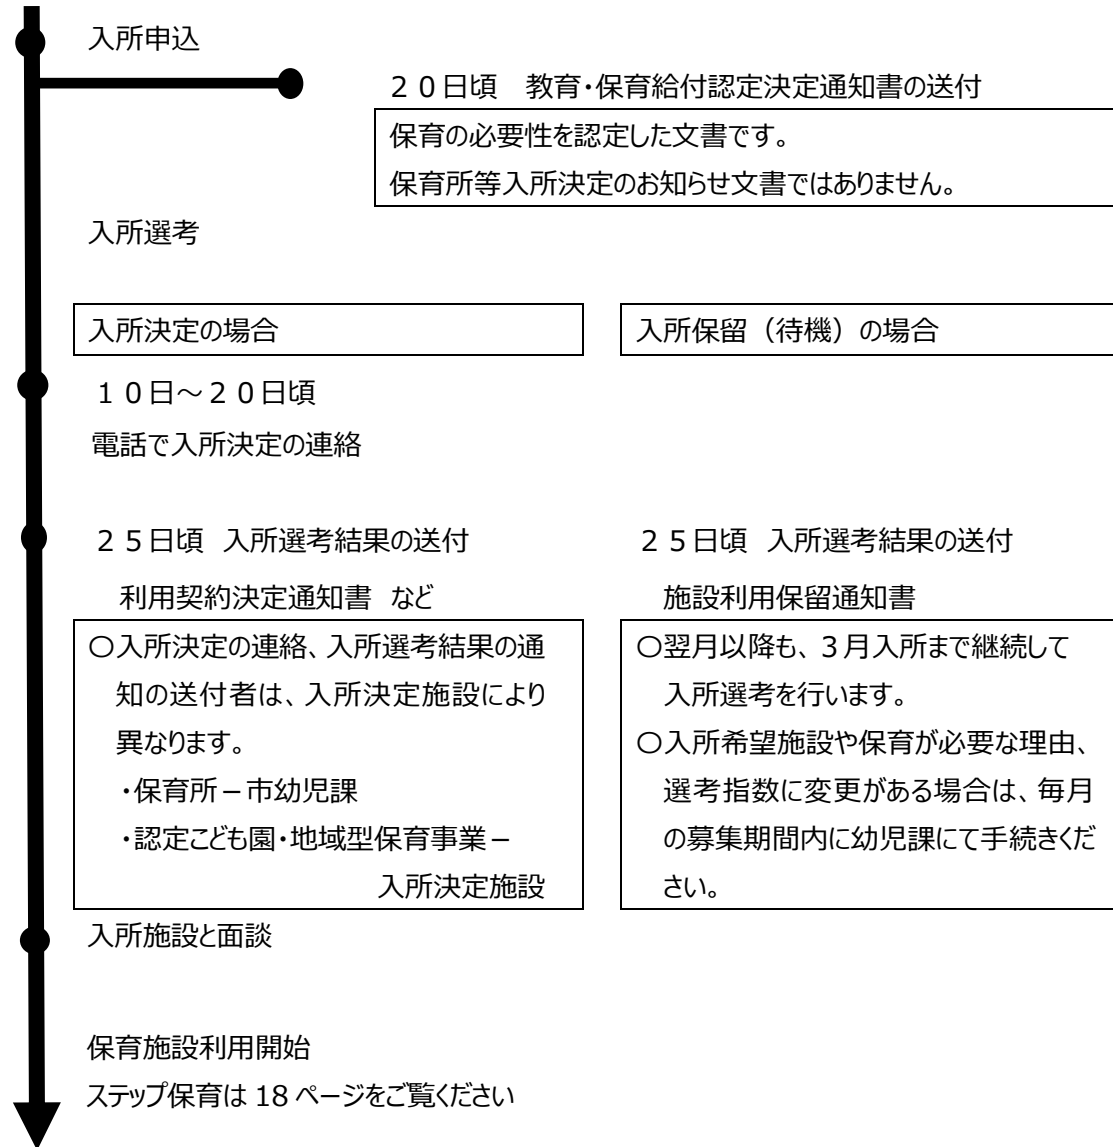 入所申込
２０日頃　教育・保育給付認定決定通知書の送付
保育の必要性を認定した文書です。
保育所等入所決定のお知らせ文書ではありません。
入所選考
入所決定の場合
１０日～２０日頃
電話で入所決定の連絡
２５日頃 入所選考結果の送付
利用契約決定通知書 など
〇入所決定の連絡、入所選考結果の通
知の送付者は、入所決定施設により
異なります。
・保育所－市幼児課
・認定こども園・地域型保育事業－
入所決定施設
入所保留（待機）の場合
２５日頃 入所選考結果の送付
施設利用保留通知書
〇翌月以降も、３月入所まで継続して
入所選考を行います。
〇入所希望施設や保育が必要な理由、
選考指数に変更がある場合は、毎月
の募集期間内に幼児課にて手続きくだ
さい。
入所施設と面談
保育施設利用開始
ステップ保育は 18 ページをご覧ください